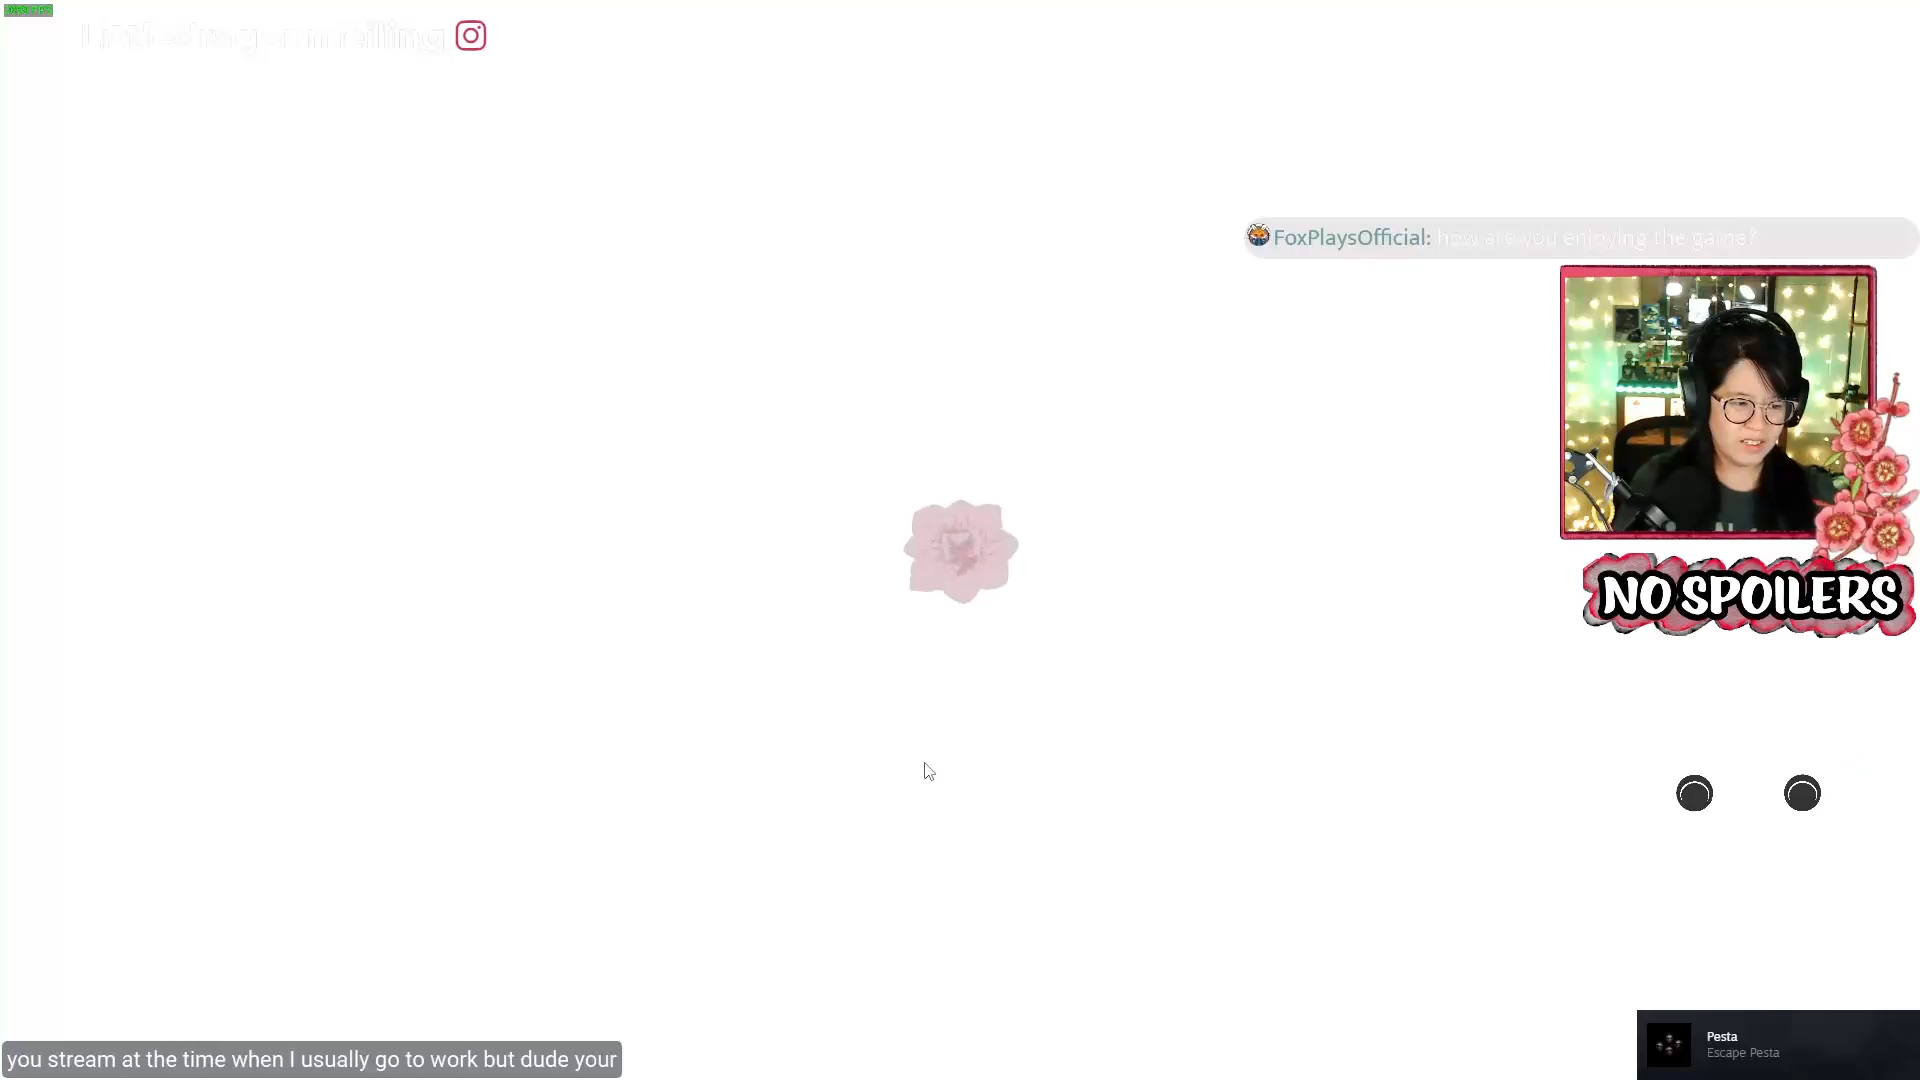 FoxPlaysOfficial: how are you enjoying the game?
NO SPOILERS
you stream at the time when I usually go to work but dude your
Pesta
Escape Pesta